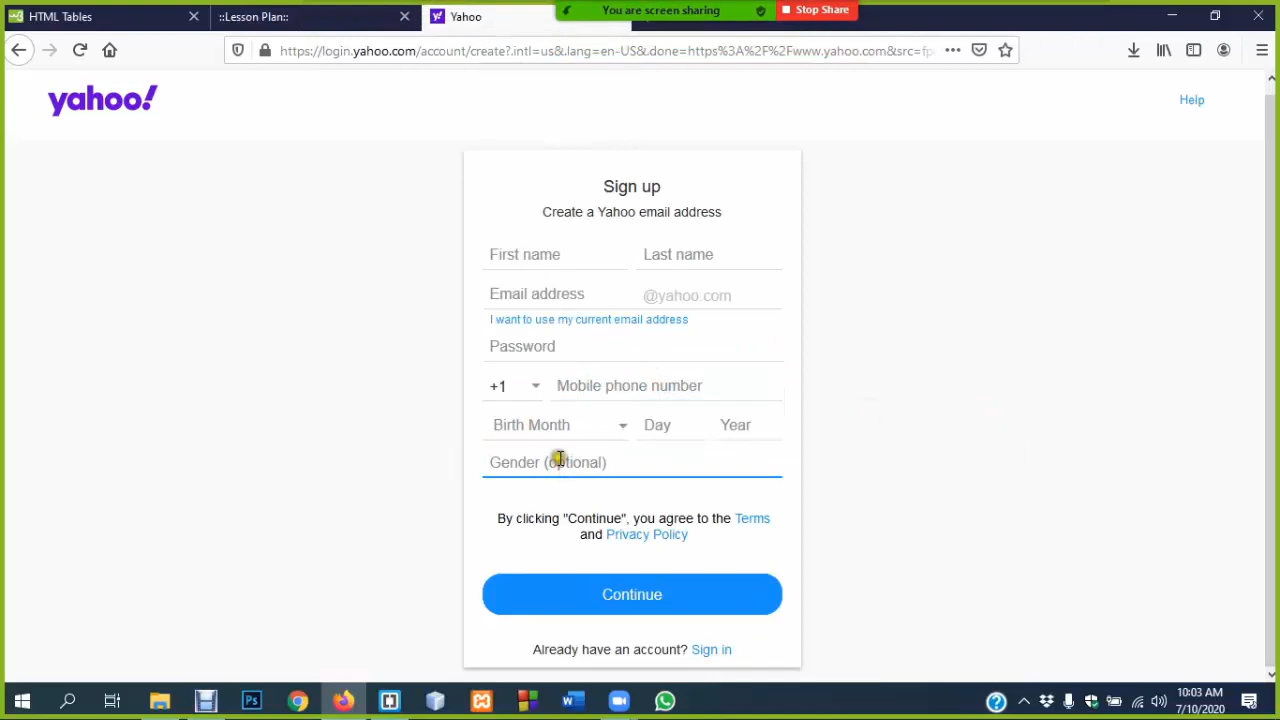 HTML Tables
::Lesson Plan::
Yahoo
You are screen sharing
Stop Share
https://login.yahoo.com/account/create?.intl=us&.lang=en-US&.done=https%3A%2F%2Fwww.yahoo.com&src=fp
yahoo!
Help
Sign up
Create a Yahoo email address
First name
Last name
Email address
@yahoo.com
I want to use my current email address
Password
+1
Mobile phone number
Birth Month
Day
Year
Gender (optional)
By clicking "Continue", you agree to the Terms
and Privacy Policy
Continue
Already have an account? Sign in
Ps
W
10:03 AM
7/10/2020